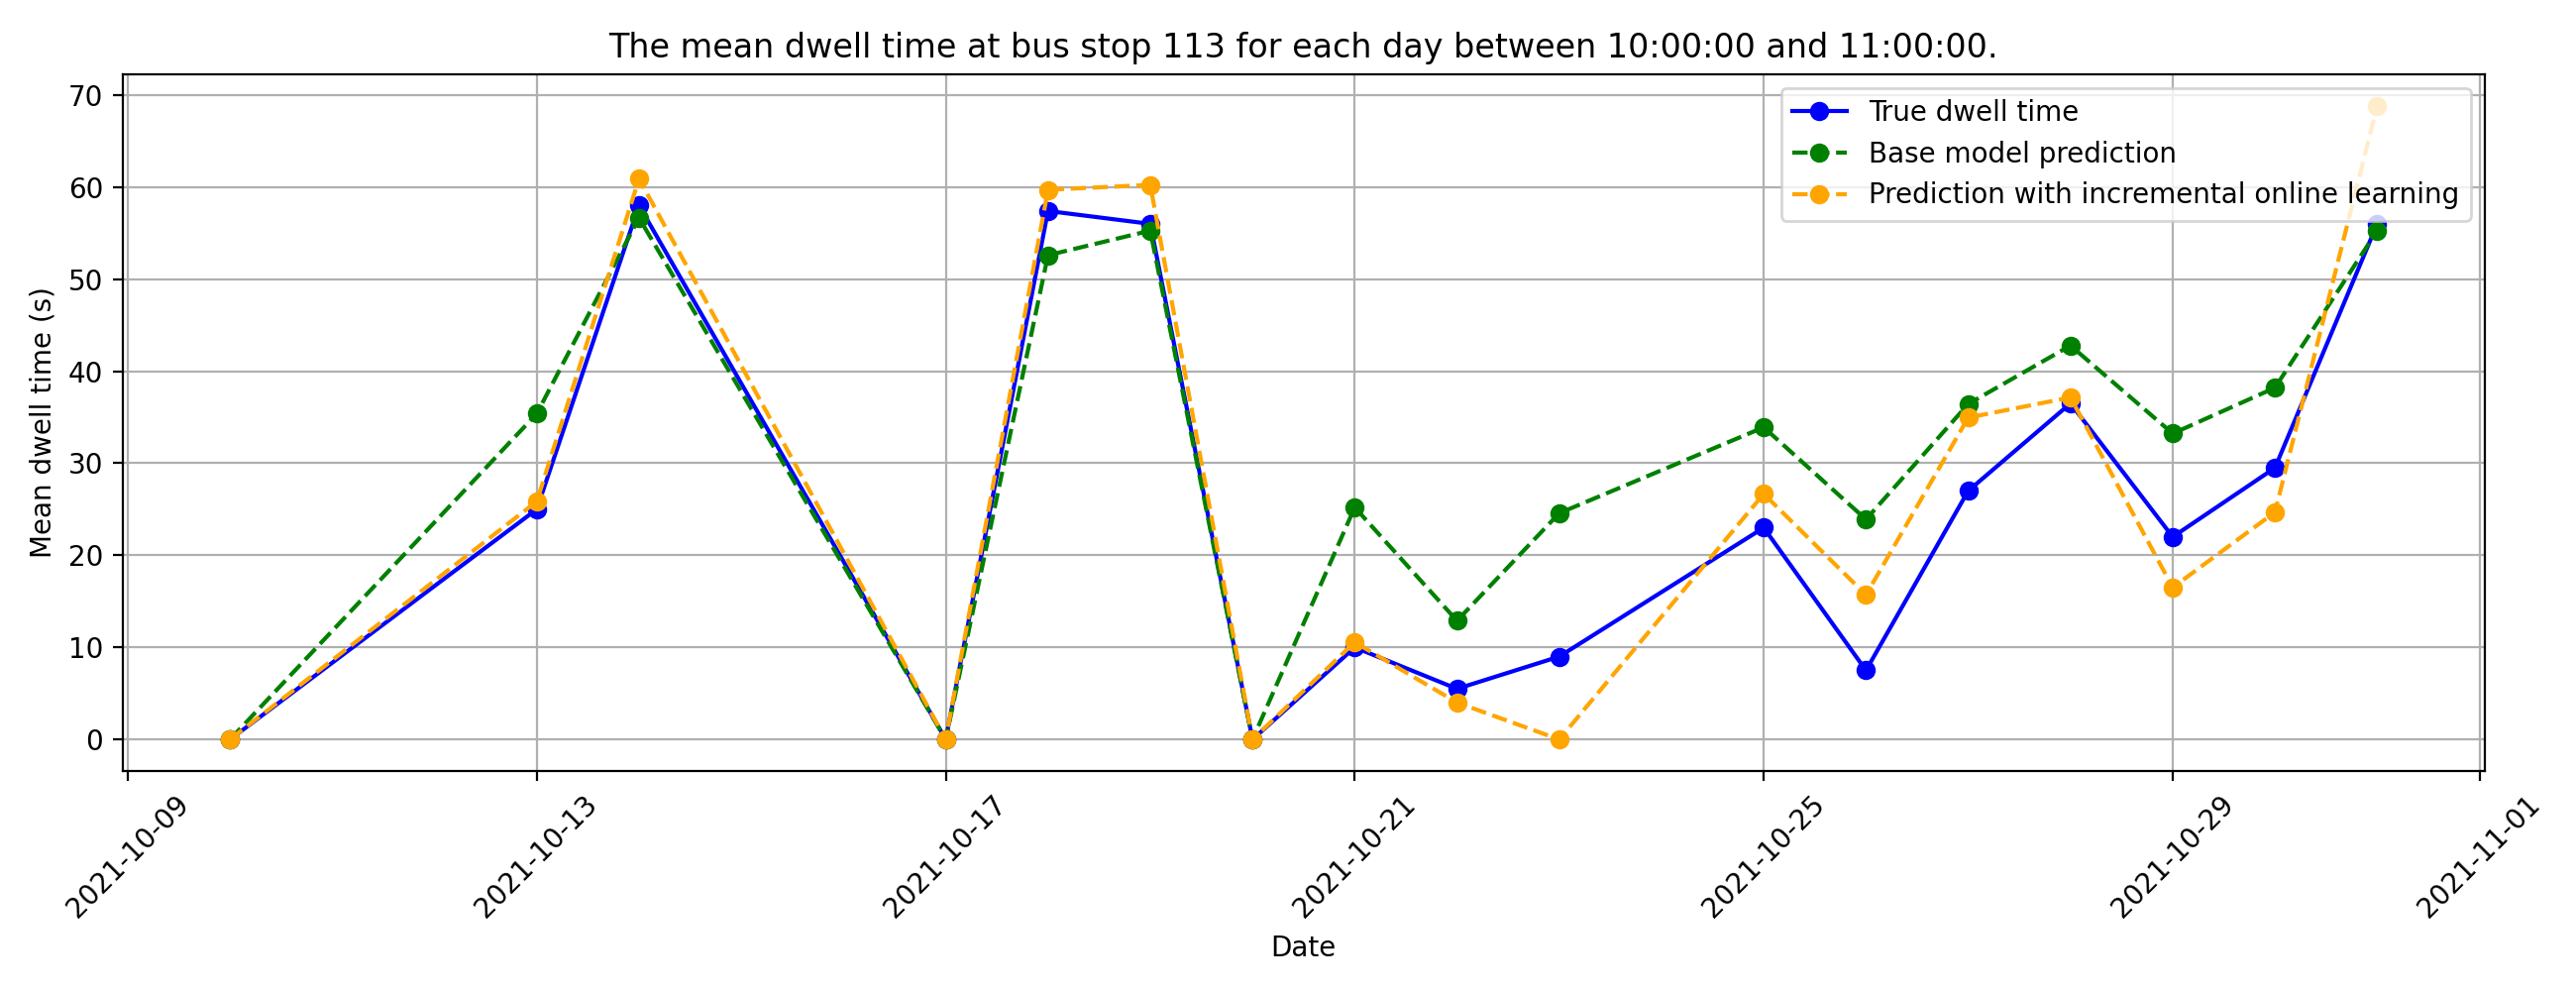 The mean dwell time at bus stop 113 for each day between 10:00:00 and 11:00:00.
True dwell time
Base model prediction
Prediction with incremental online learning
Mean dwell time (s)
70
60
50
40
30
20
10
0
2021-10-09
2021-10-13
2021-10-17
2021-10-21
2021-10-25
2021-10-29
2021-11-01
Date